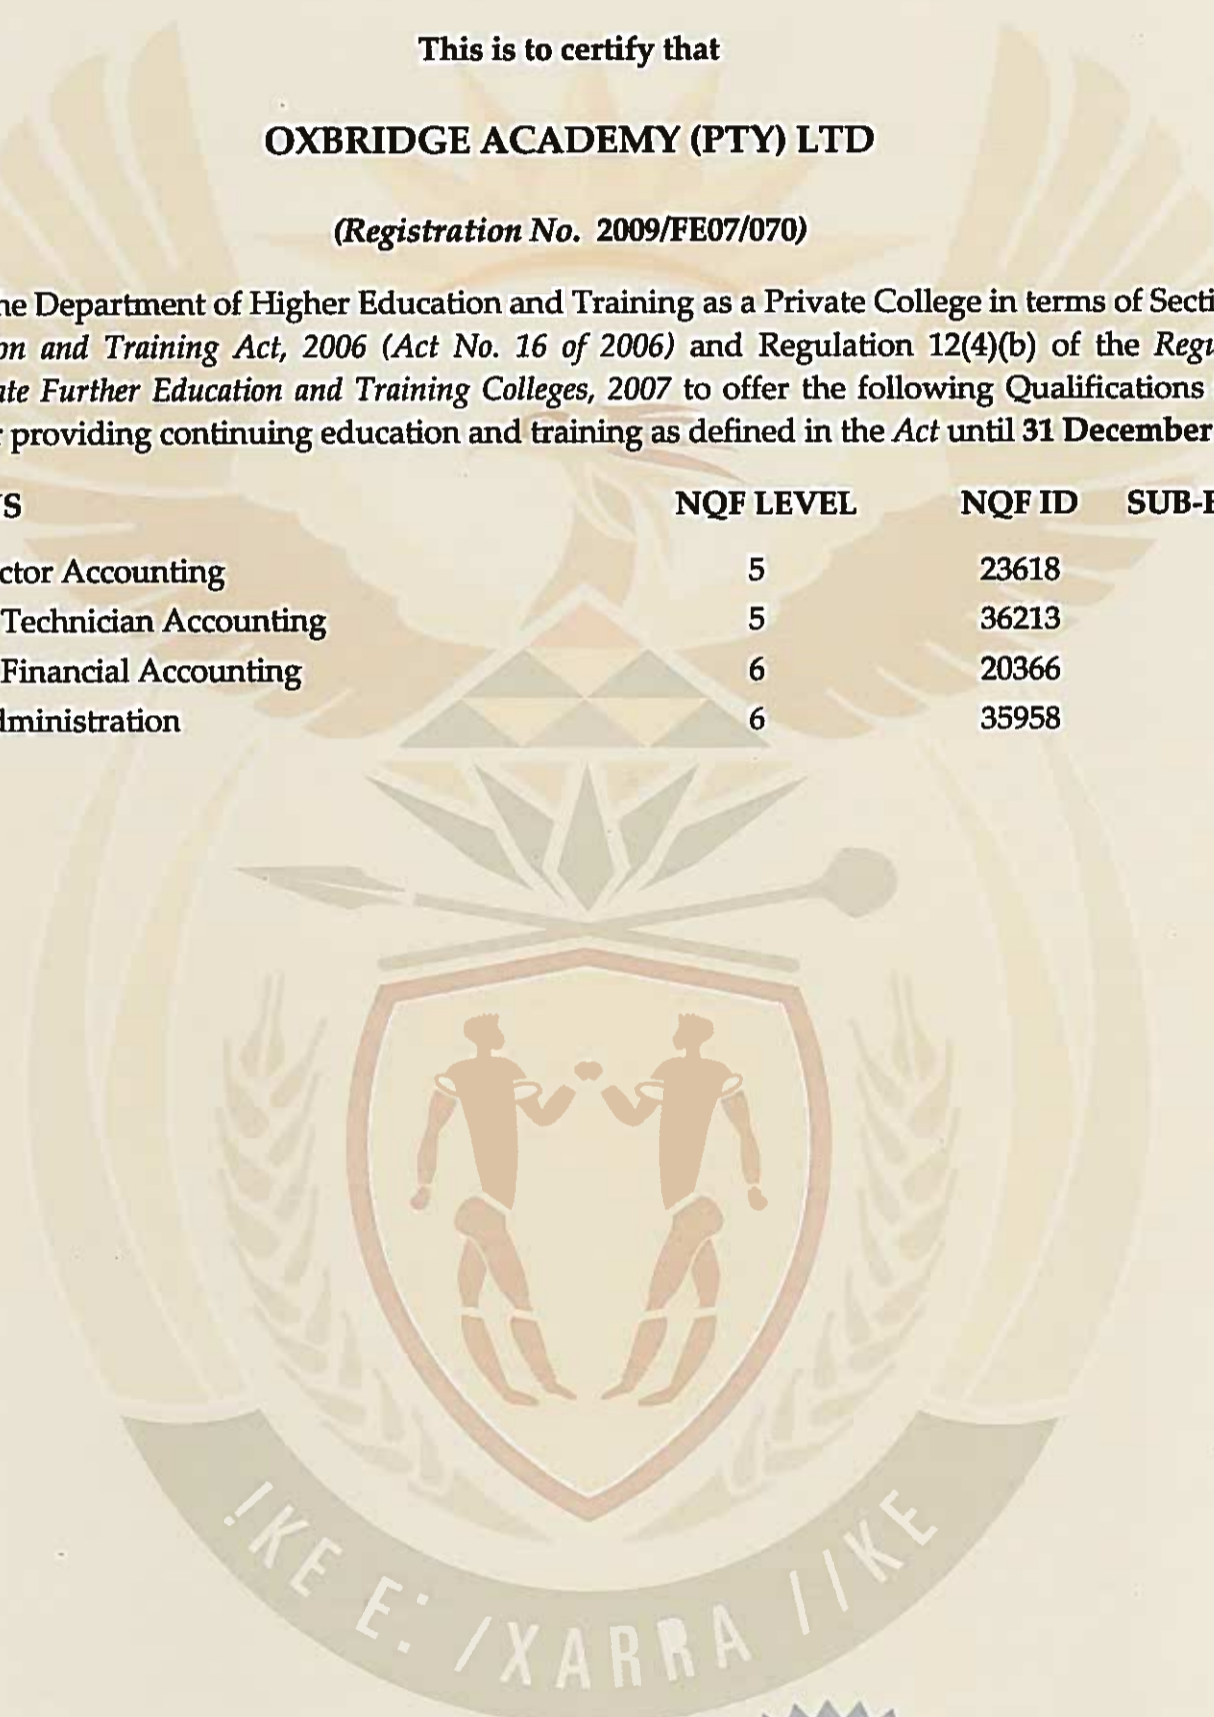 This is to certify that
OXBRIDGE ACADEMY (PTY) LTD
(Registration No. 2009/FE07/070)
he Department of Higher Education and Training as a Private College in terms of Secti
on and Training Act, 2006 (Act No. 16 of 2006) and Regulation 12(4)(b) of the Regu
ate Further Education and Training Colleges, 2007 to offer the following Qualifications
r providing continuing education and training as defined in the Act until 31 December
S NQF LEVEL NQF ID SUB-F
ctor Accounting 5 23618
Technician Accounting 5 36213
Financial Accounting 6 20366
dministration 6 35958
!KE E: /XARRA //KE